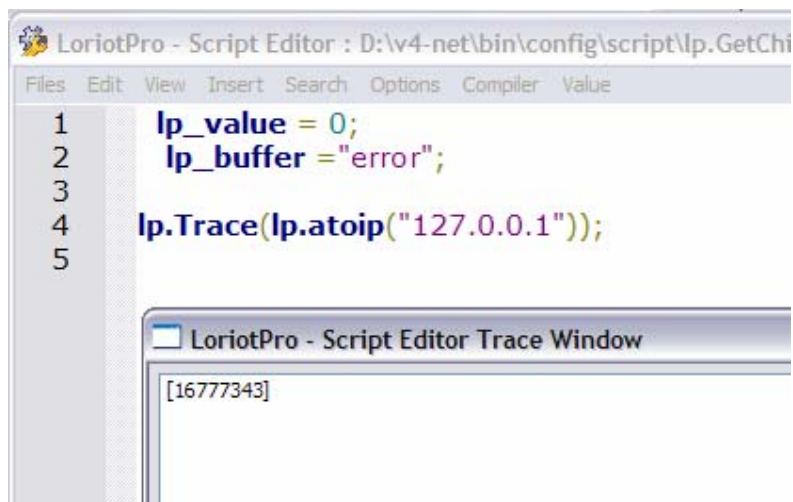 LoriotPro - Script Editor : D:\v4-net\bin\config\script\lp.GetChi
Files Edit View Insert Search Options Compiler Value
1 lp_value = 0;
2 lp_buffer ="error";
3
4 lp.Trace(lp.atoip("127.0.0.1"));
5
LoriotPro - Script Editor Trace Window
[16777343]